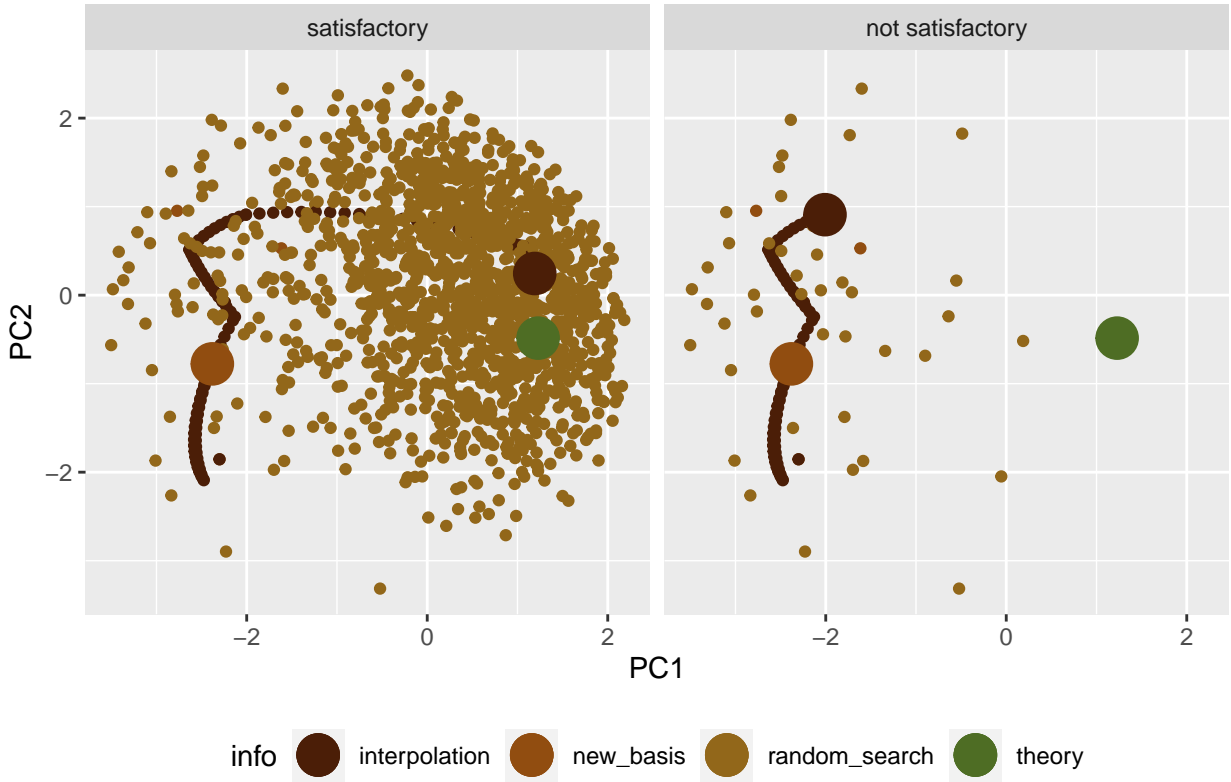 satisfactory
not satisfactory
PC2
2
0
−2
−2
0
2
−2
0
2
PC1
info
interpolation
new_basis
random_search
theory